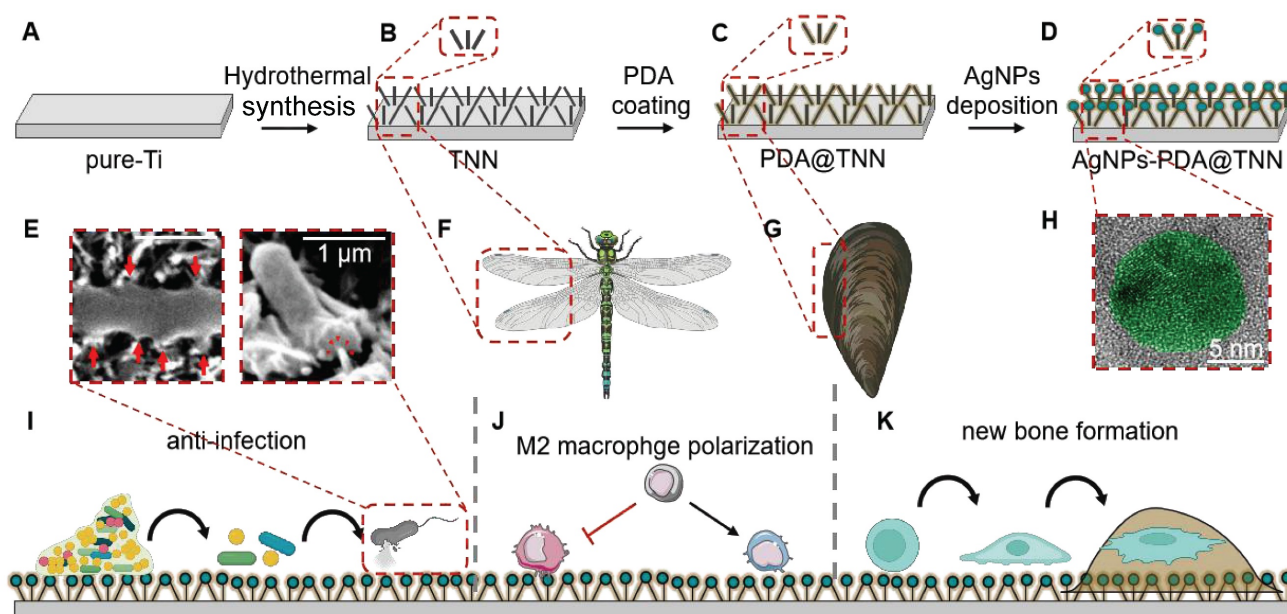 A
B
C
D
Hydrothermal
synthesis
PDA
coating
AgNPs
deposition
pure-Ti
TNN
PDA@TNN
AgNPs-PDA@TNN
E
1 µm
F
G
H
5 nm
I
anti-infection
J
M2 macrophge polarization
K
new bone formation